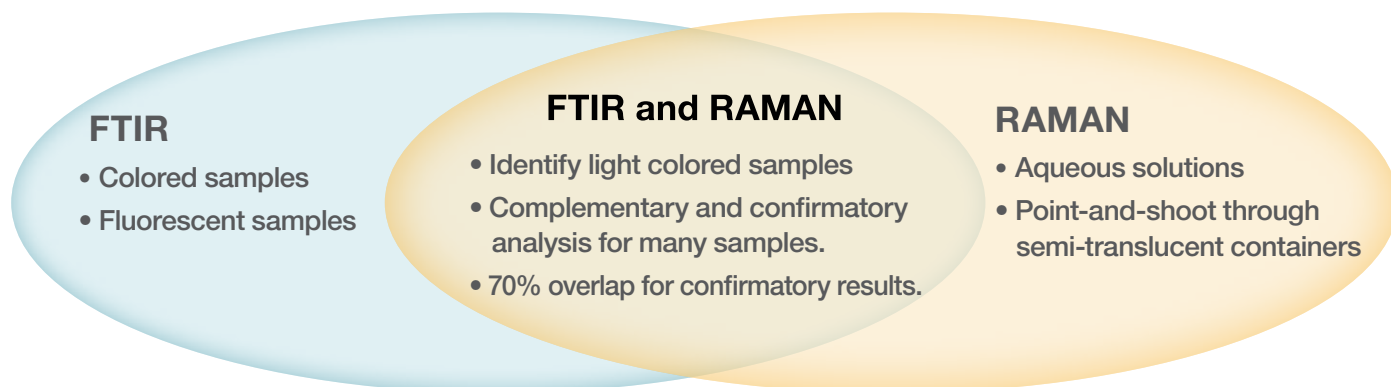 FTIR
• Colored samples
• Fluorescent samples
FTIR and RAMAN
• Identify light colored samples
• Complementary and confirmatory
analysis for many samples.
• 70% overlap for confirmatory results.
RAMAN
• Aqueous solutions
• Point-and-shoot through
semi-translucent containers